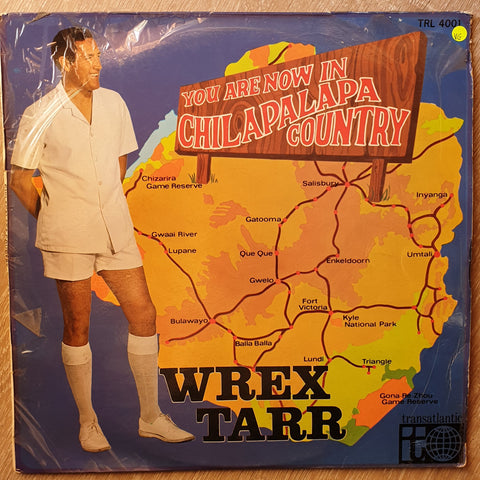 TRL 4001
VG
YOU ARE NOW IN
CHILAPALAPA
COUNTRY
Chizarira
Game Reserve
Salisbury
Inyanga
Gatooma
Gwaai River
Lupane
Que Que
Enkeldoorn
Umtali
Gwelo
Fort
Victoria
Bulawayo
Kyle
National Park
Balla Balla
Lundi
Triangle
WREX
TARR
Gona-Re-Zhou
Game Reserve
transatlantic